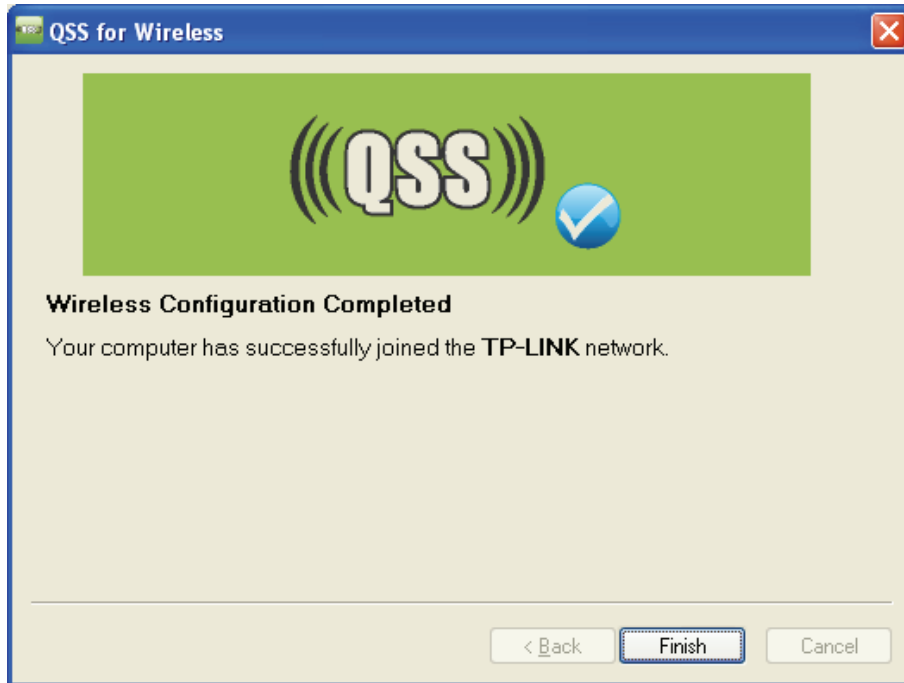 QSS for Wireless
(((QSS)))
Wireless Configuration Completed
Your computer has successfully joined the TP-LINK network.
< Back
Finish
Cancel